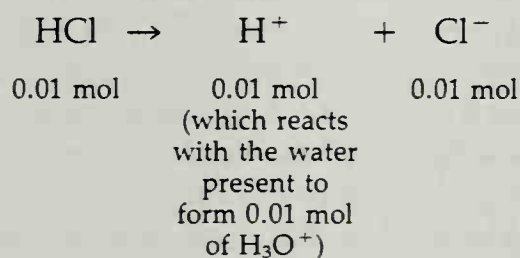 HCl → H⁺ + Cl⁻
0.01 mol 0.01 mol 0.01 mol
(which reacts
with the water
present to
form 0.01 mol
of H₃O⁺)